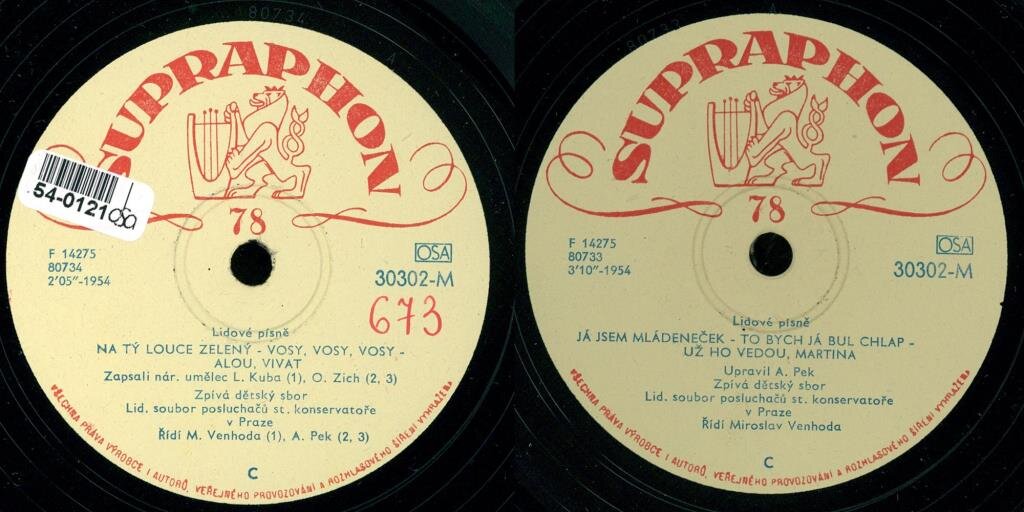 80734
SUPRAPHON
54-0121
osa
78
F 14275
80734
2'05"-1954
OSA
30302-M
673
Lidové písně
NA TÝ LOUCE ZELENÝ - VOSY, VOSY, VOSY -
ALOU, VIVAT
Zapsali nár. umělec L. Kuba (1), O. Zich (2, 3)
Zpívá dětský sbor
Lid. soubor posluchačů st. konservatoře
v Praze
Řídí M. Venhoda (1), A. Pek (2, 3)
C
VŠECHNA PRÁVA VÝROBCE I AUTORŮ, VEŘEJNÉHO PROVOZOVÁNÍ A ROZHLASOVÉHO ŠÍŘENÍ VYHRAŽENA
80733
A
SUPRAPHON
78
F 14275
80733
3'10"-1954
OSA
30302-M
Lidové písně
JÁ JSEM MLÁDENEČEK - TO BYCH JÁ BUL CHLAP -
UŽ HO VEDOU, MARTINA
Upravil A. Pek
Zpívá dětský sbor
Lid. soubor posluchačů st. konservatoře
v Praze
Řídí Miroslav Venhoda
C
VŠECHNA PRÁVA VÝROBCE I AUTORŮ, VEŘEJNÉHO PROVOZOVÁNÍ A ROZHLASOVÉHO ŠÍŘENÍ VYHRAŽENA